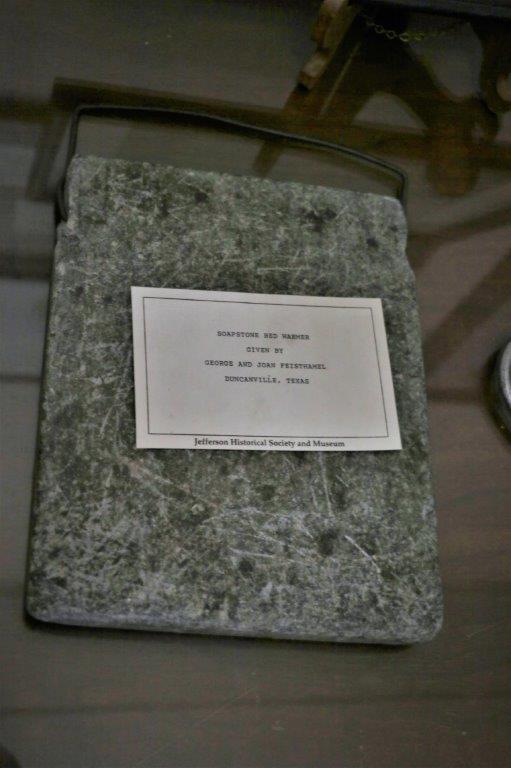 SOAPSTONE BED WARMER
GIVEN BY
GEORGE AND JOAN FEISTHAMEL
DUNCANVILLE, TEXAS
Jefferson Historical Society and Museum